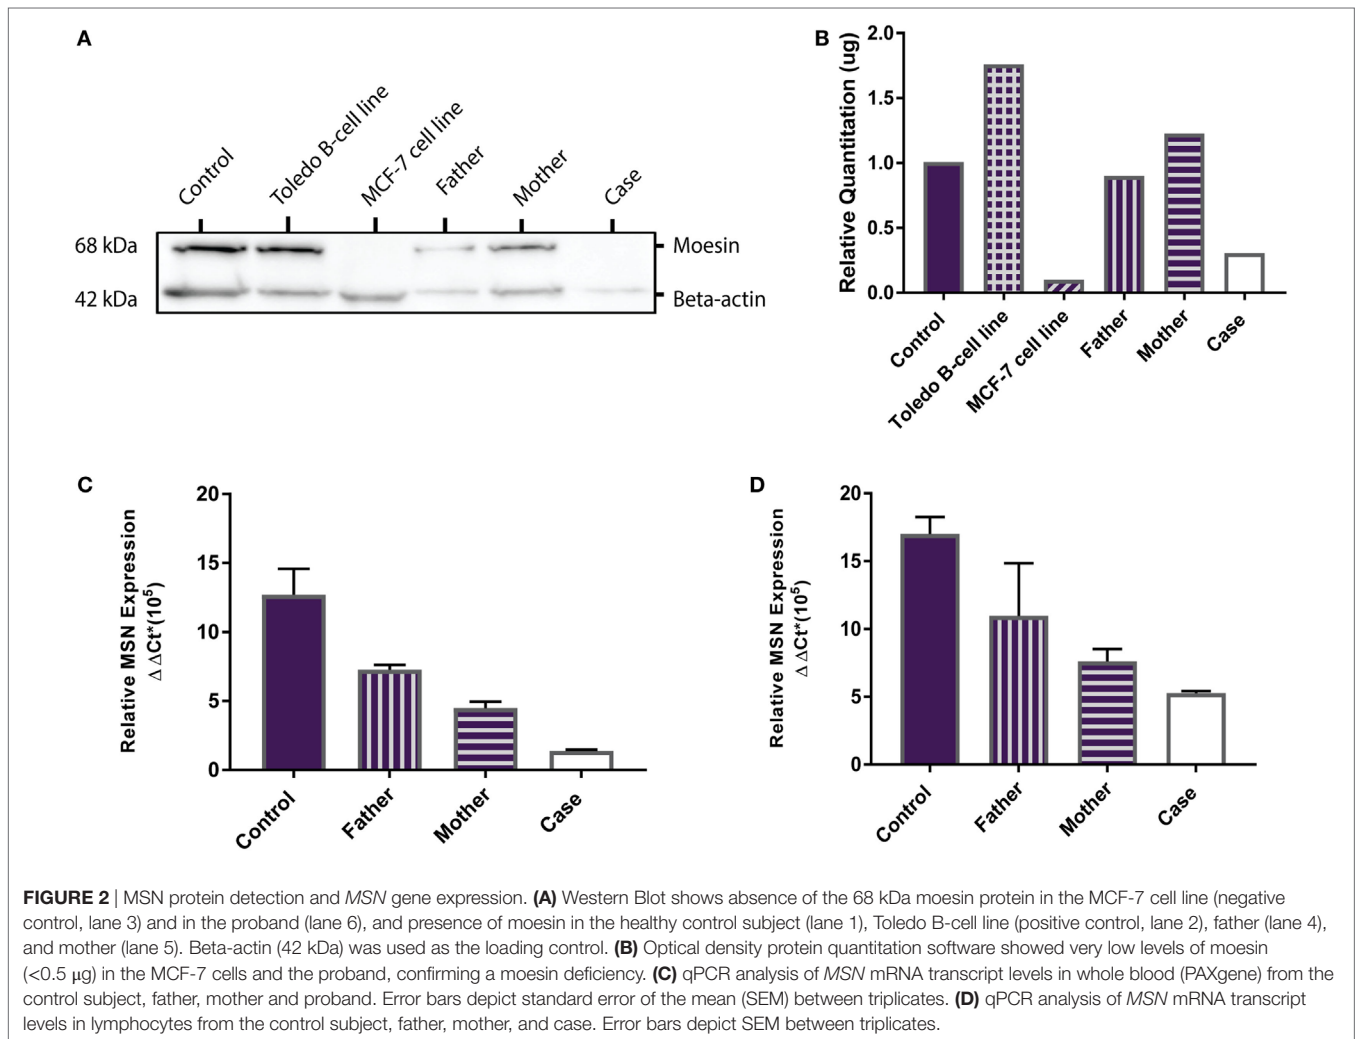 A
Control
Toledo B-cell line
MCF-7 cell line
Father
Mother
Case
68 kDa
Moesin
42 kDa
Beta-actin
B
Relative Quantitation (ug)
2.0
1.5
1.0
0.5
0.0
Control
Toledo B-cell line
MCF-7 cell line
Father
Mother
Case
C
Relative MSN Expression
Δ ΔCt*(10⁵)
20
15
10
5
0
Control
Father
Mother
Case
D
Relative MSN Expression
Δ ΔCt*(10⁵)
20
15
10
5
0
Control
Father
Mother
Case
FIGURE 2 | MSN protein detection and MSN gene expression. (A) Western Blot shows absence of the 68 kDa moesin protein in the MCF-7 cell line (negative
control, lane 3) and in the proband (lane 6), and presence of moesin in the healthy control subject (lane 1), Toledo B-cell line (positive control, lane 2), father (lane 4),
and mother (lane 5). Beta-actin (42 kDa) was used as the loading control. (B) Optical density protein quantitation software showed very low levels of moesin
(<0.5 μg) in the MCF-7 cells and the proband, confirming a moesin deficiency. (C) qPCR analysis of MSN mRNA transcript levels in whole blood (PAXgene) from the
control subject, father, mother and proband. Error bars depict standard error of the mean (SEM) between triplicates. (D) qPCR analysis of MSN mRNA transcript
levels in lymphocytes from the control subject, father, mother, and case. Error bars depict SEM between triplicates.